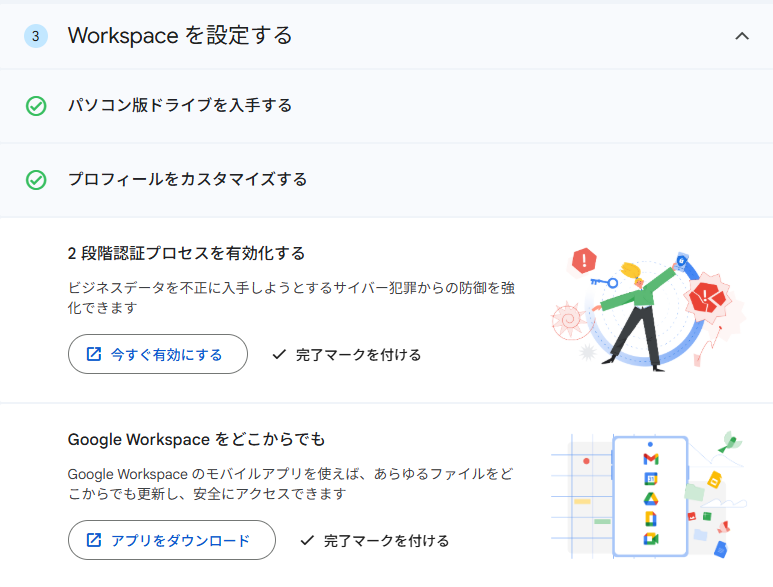 3 Workspace を設定する
パソコン版ドライブを入手する
プロフィールをカスタマイズする
2 段階認証プロセスを有効化する
ビジネスデータを不正に入手しようとするサイバー犯罪からの防御を強
化できます
今すぐ有効にする 完了マークを付ける
Google Workspace をどこからでも
Google Workspace のモバイルアプリを使えば、あらゆるファイルをど
こからでも更新し、安全にアクセスできます
アプリをダウンロード 完了マークを付ける